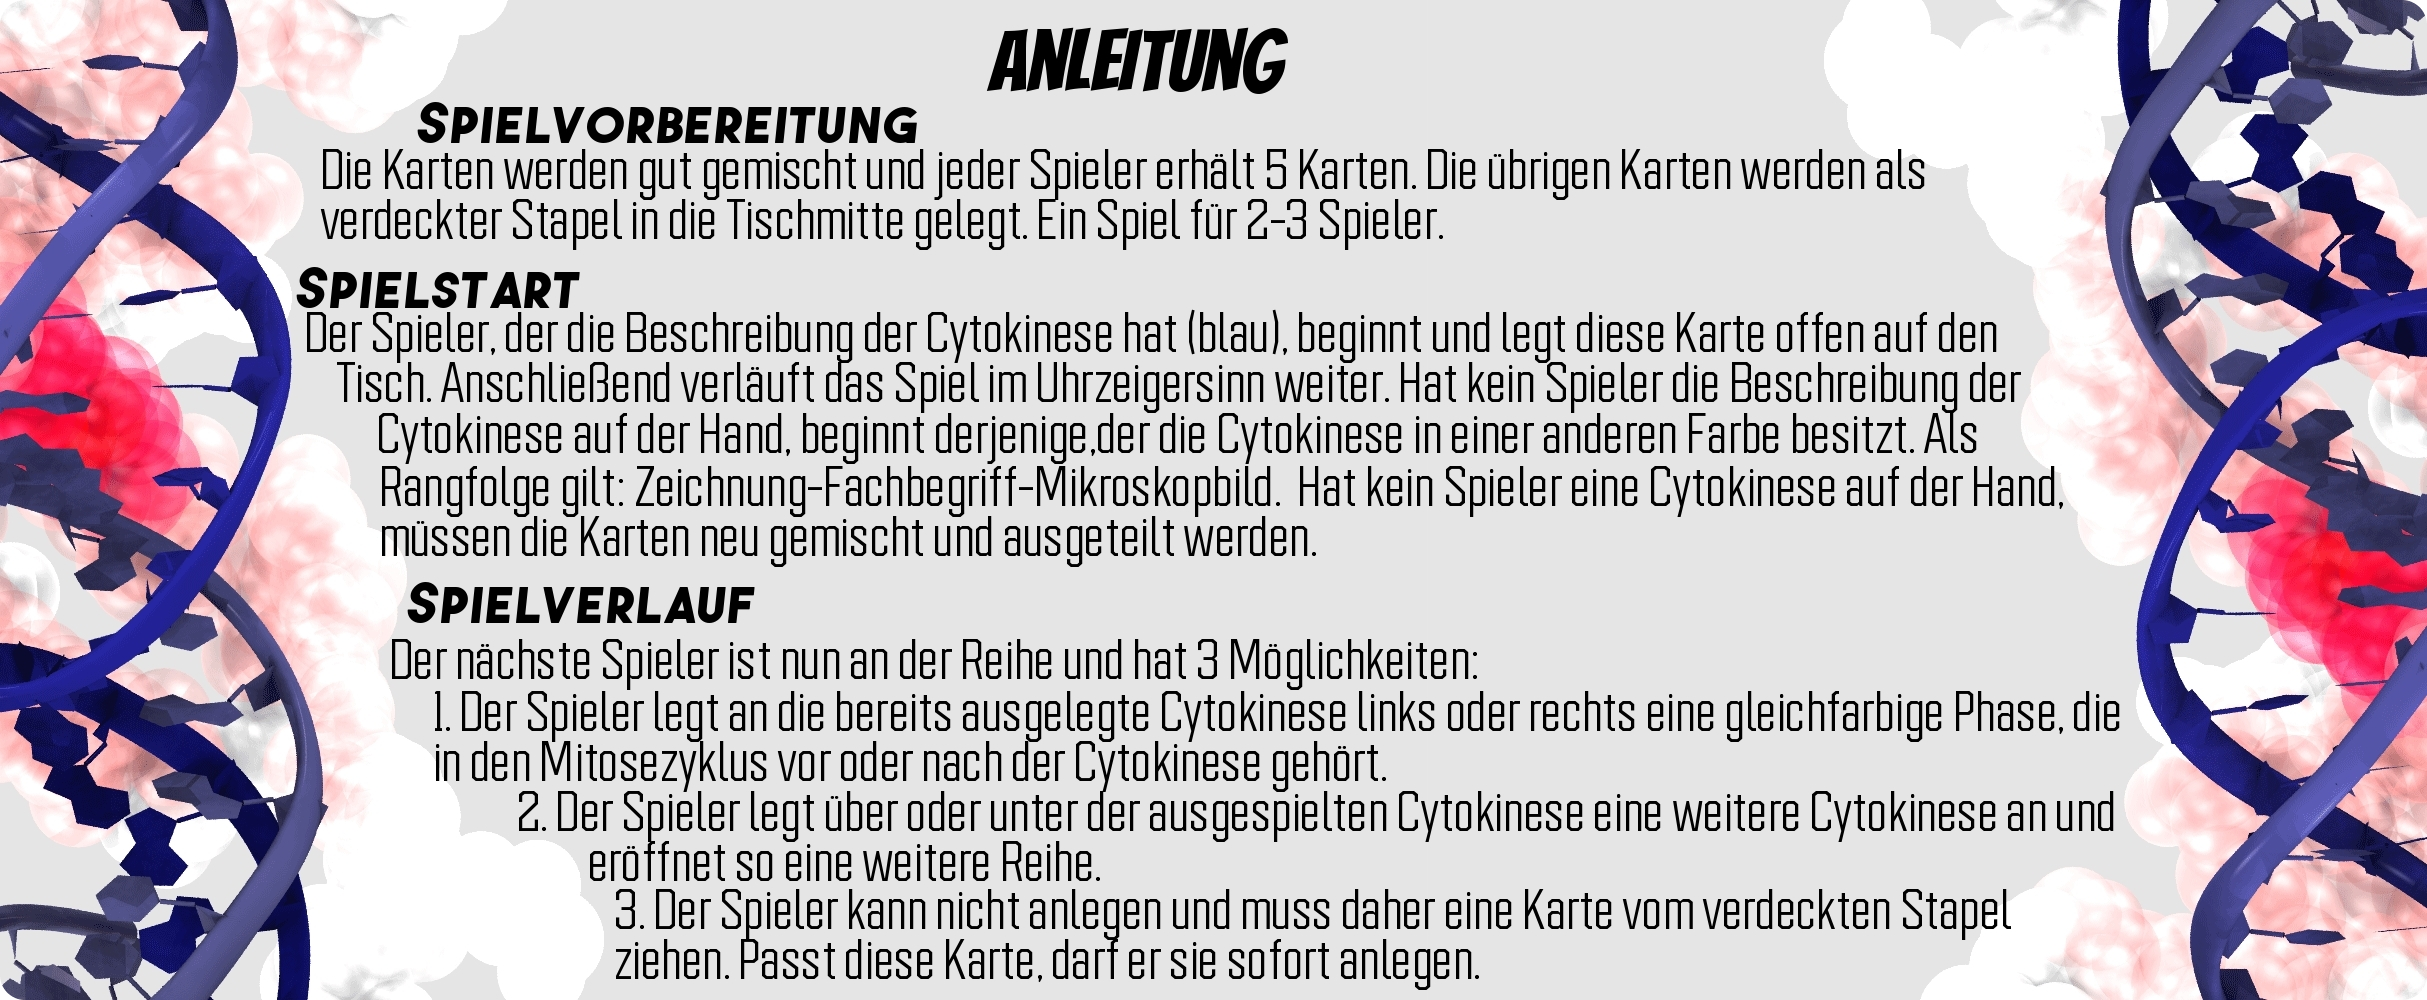 ANLEITUNG
SPIELVORBEREITUNG
Die Karten werden gut gemischt und jeder Spieler erhält 5 Karten. Die übrigen Karten werden als
verdeckter Stapel in die Tischmitte gelegt. Ein Spiel für 2-3 Spieler.
SPIELSTART
Der Spieler, der die Beschreibung der Cytokinese hat (blau), beginnt und legt diese Karte offen auf den
Tisch. Anschließend verläuft das Spiel im Uhrzeigersinn weiter. Hat kein Spieler die Beschreibung der
Cytokinese auf der Hand, beginnt derjenige,der die Cytokinese in einer anderen Farbe besitzt. Als
Rangfolge gilt: Zeichnung-Fachbegriff-Mikroskopbild. Hat kein Spieler eine Cytokinese auf der Hand,
müssen die Karten neu gemischt und ausgeteilt werden.
SPIELVERLAUF
Der nächste Spieler ist nun an der Reihe und hat 3 Möglichkeiten:
1. Der Spieler legt an die bereits ausgelegte Cytokinese links oder rechts eine gleichfarbige Phase, die
in den Mitosezyklus vor oder nach der Cytokinese gehört.
2. Der Spieler legt über oder unter der ausgespielten Cytokinese eine weitere Cytokinese an und
eröffnet so eine weitere Reihe.
3. Der Spieler kann nicht anlegen und muss daher eine Karte vom verdeckten Stapel
ziehen. Passt diese Karte, darf er sie sofort anlegen.